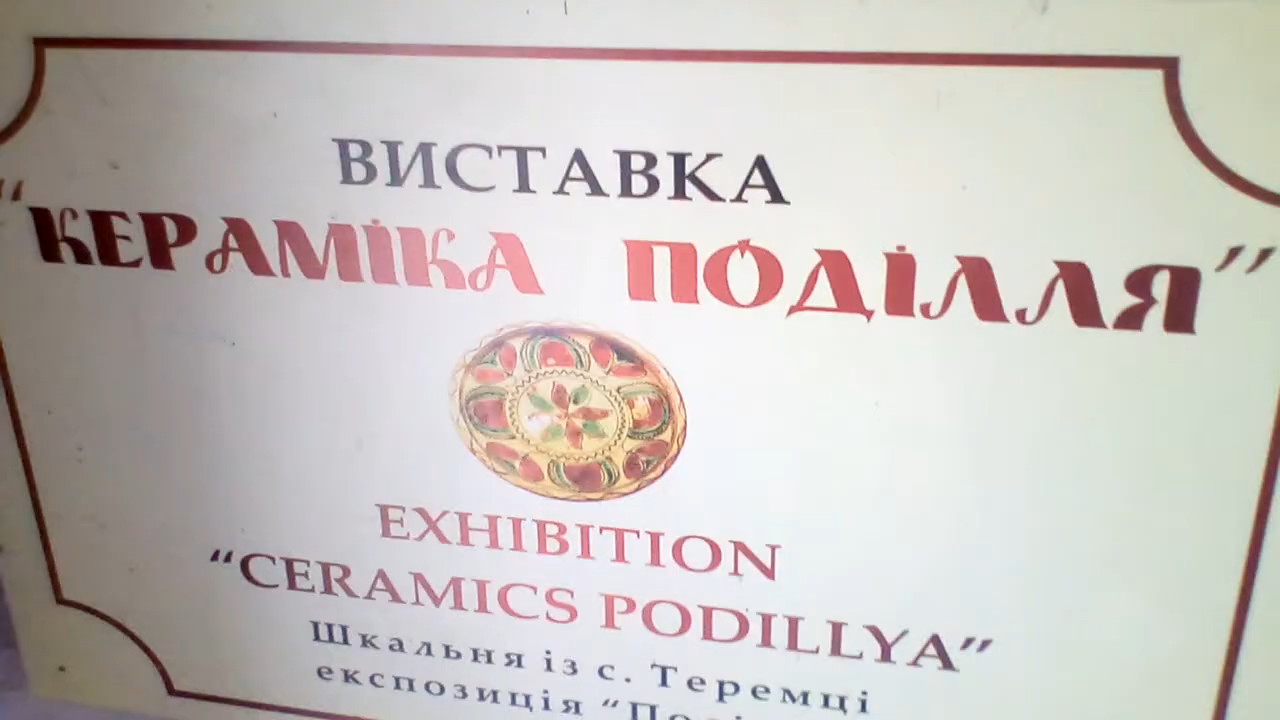 ВИСТАВКА
“КЕРАМІКА ПОДІЛЛЯ”
EXHIBITION
“CERAMICS PODILLYA”
Шкальня із с. Теремці
експозиція